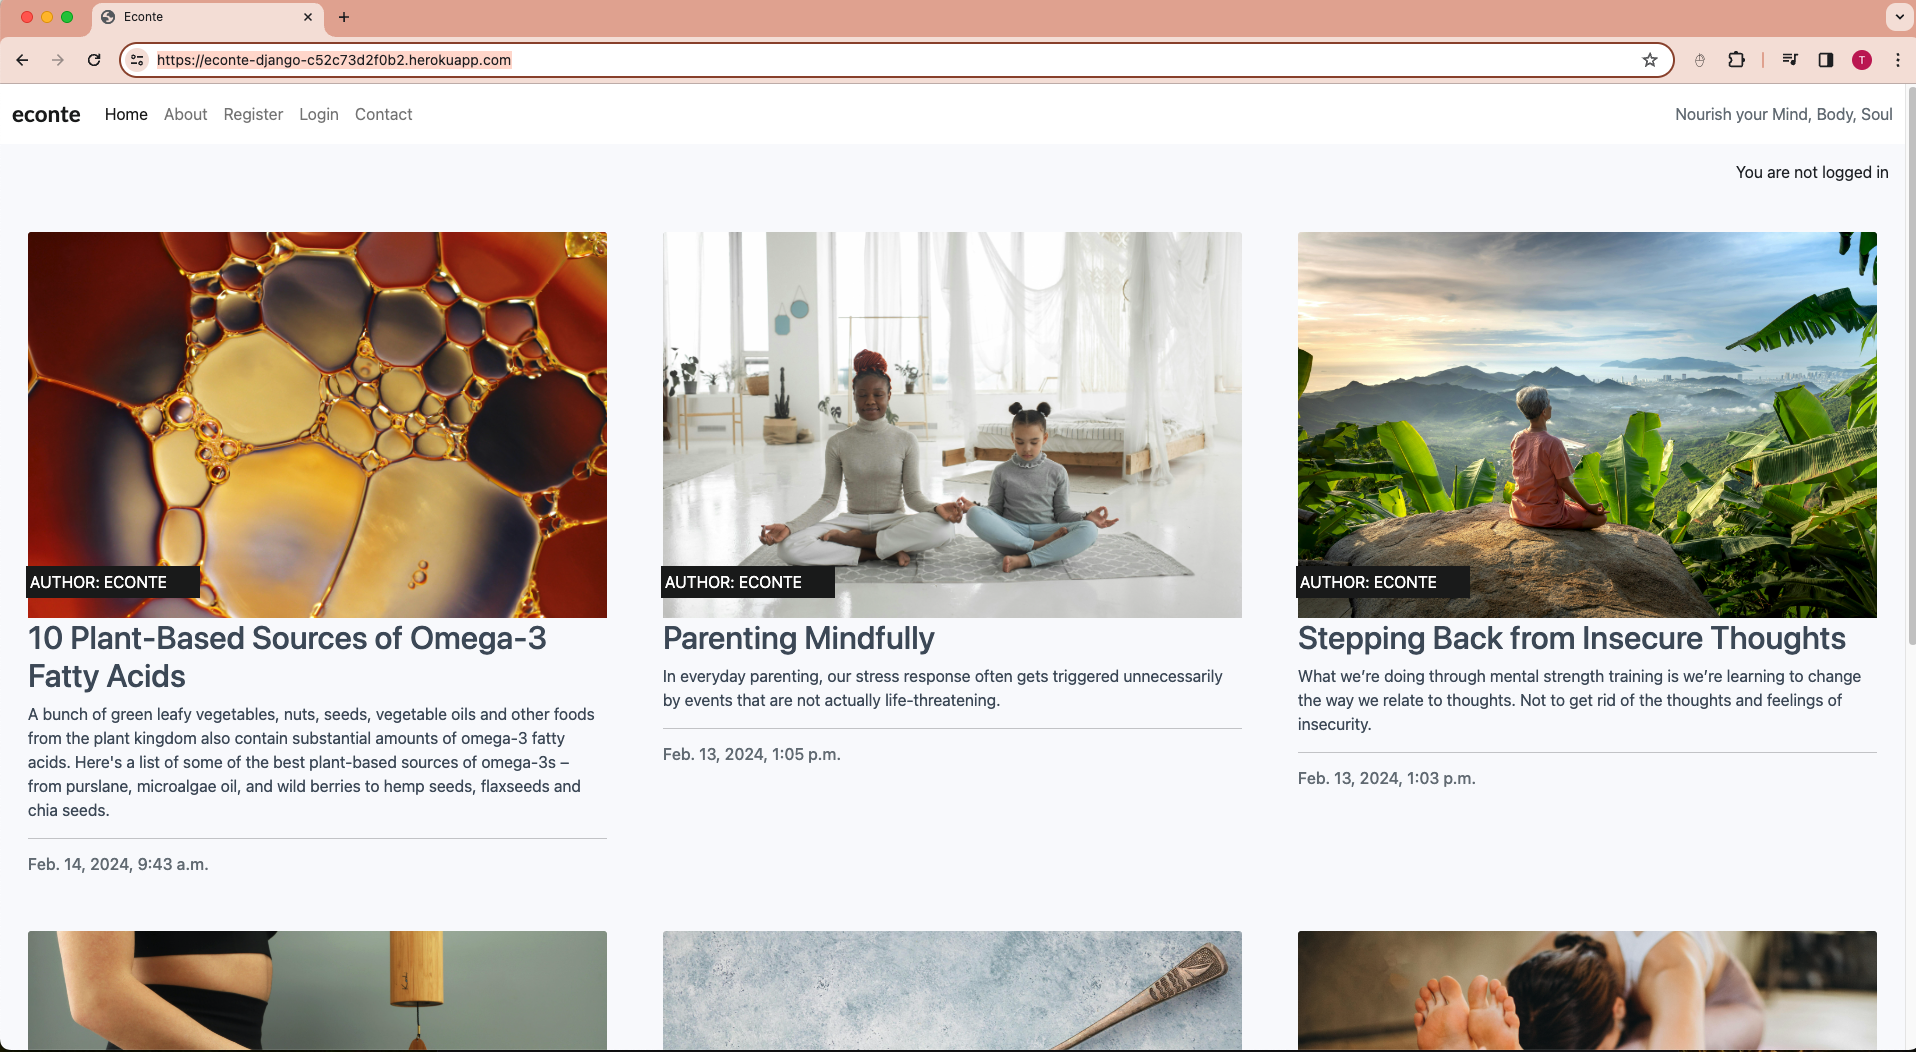 Econte
https://econte-django-c52c73d2f0b2.herokuapp.com
T
econte Home About Register Login Contact Nourish your Mind, Body, Soul
You are not logged in
AUTHOR: ECONTE
10 Plant-Based Sources of Omega-3
Fatty Acids
A bunch of green leafy vegetables, nuts, seeds, vegetable oils and other foods
from the plant kingdom also contain substantial amounts of omega-3 fatty
acids. Here's a list of some of the best plant-based sources of omega-3s –
from purslane, microalgae oil, and wild berries to hemp seeds, flaxseeds and
chia seeds.
Feb. 14, 2024, 9:43 a.m.
AUTHOR: ECONTE
Parenting Mindfully
In everyday parenting, our stress response often gets triggered unnecessarily
by events that are not actually life-threatening.
Feb. 13, 2024, 1:05 p.m.
AUTHOR: ECONTE
Stepping Back from Insecure Thoughts
What we’re doing through mental strength training is we’re learning to change
the way we relate to thoughts. Not to get rid of the thoughts and feelings of
insecurity.
Feb. 13, 2024, 1:03 p.m.